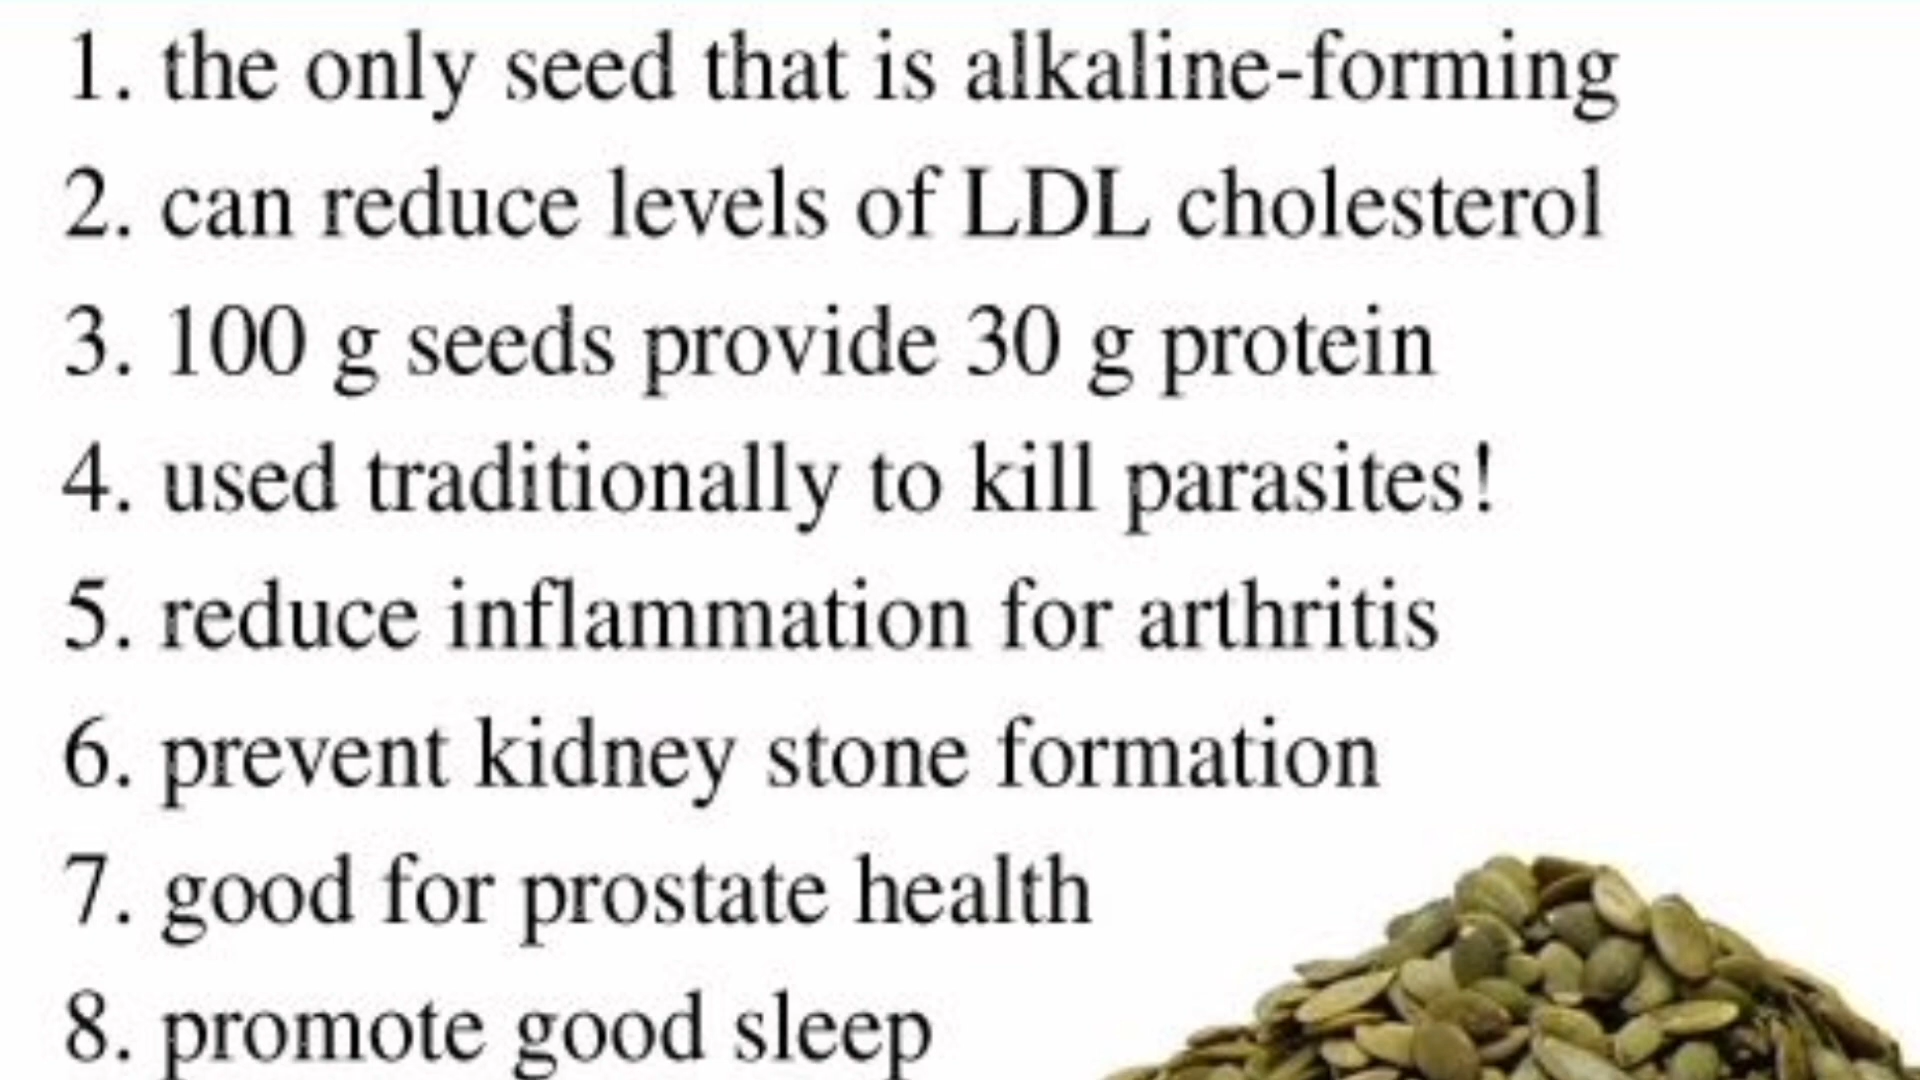 1. the only seed that is alkaline-forming
2. can reduce levels of LDL cholesterol
3. 100 g seeds provide 30 g protein
4. used traditionally to kill parasites!
5. reduce inflammation for arthritis
6. prevent kidney stone formation
7. good for prostate health
8. promote good sleep